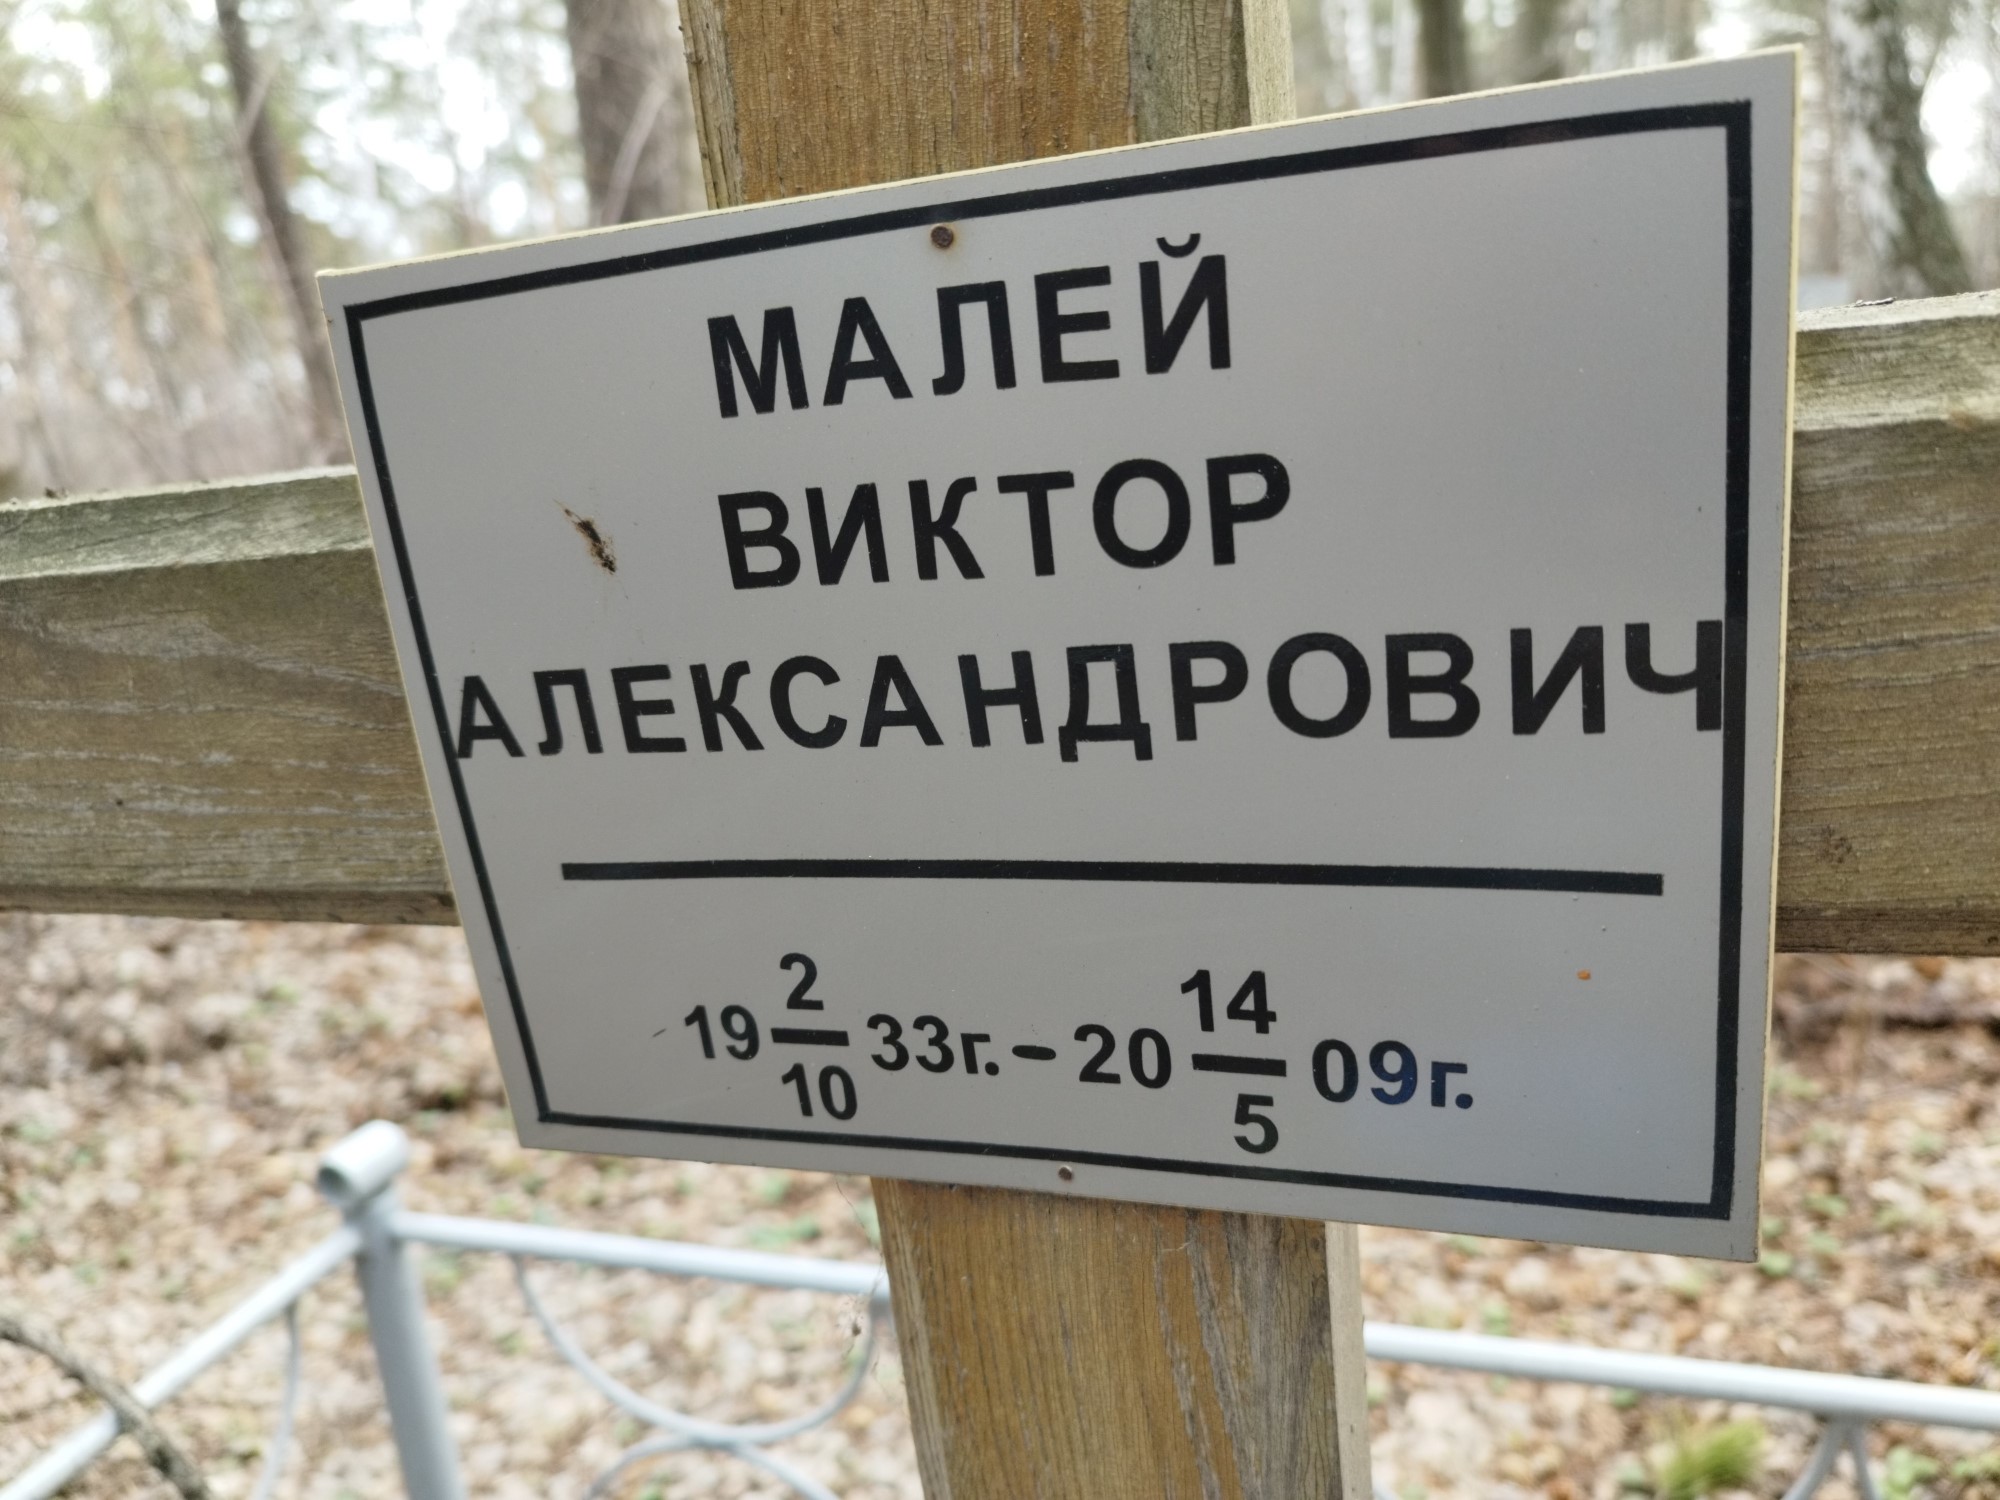 МАЛЕЙ
ВИКТОР
АЛЕКСАНДРОВИЧ
19 2/10 33г. - 20 14/5 09г.